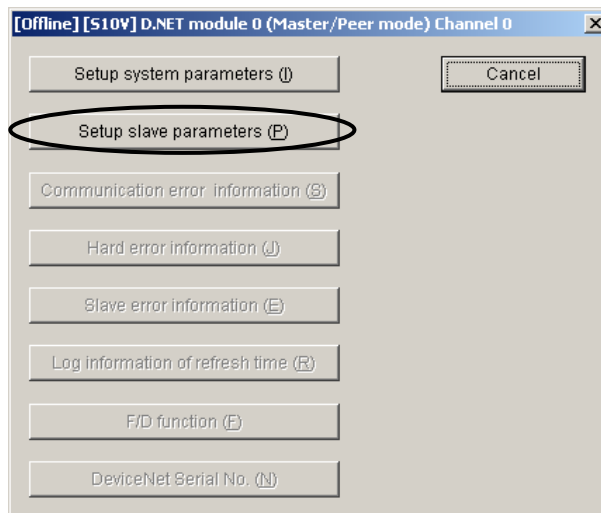 [Offline] [S10V] D.NET module 0 (Master/Peer mode) Channel 0
Setup system parameters (I)
Cancel
Setup slave parameters (P)
Communication error information (S)
Hard error information (J)
Slave error information (E)
Log information of refresh time (R)
F/D function (F)
DeviceNet Serial No. (N)